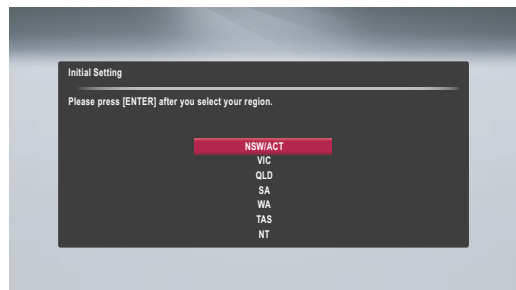 Initial Setting
Please press [ENTER] after you select your region.
NSW/ACT
VIC
QLD
SA
WA
TAS
NT